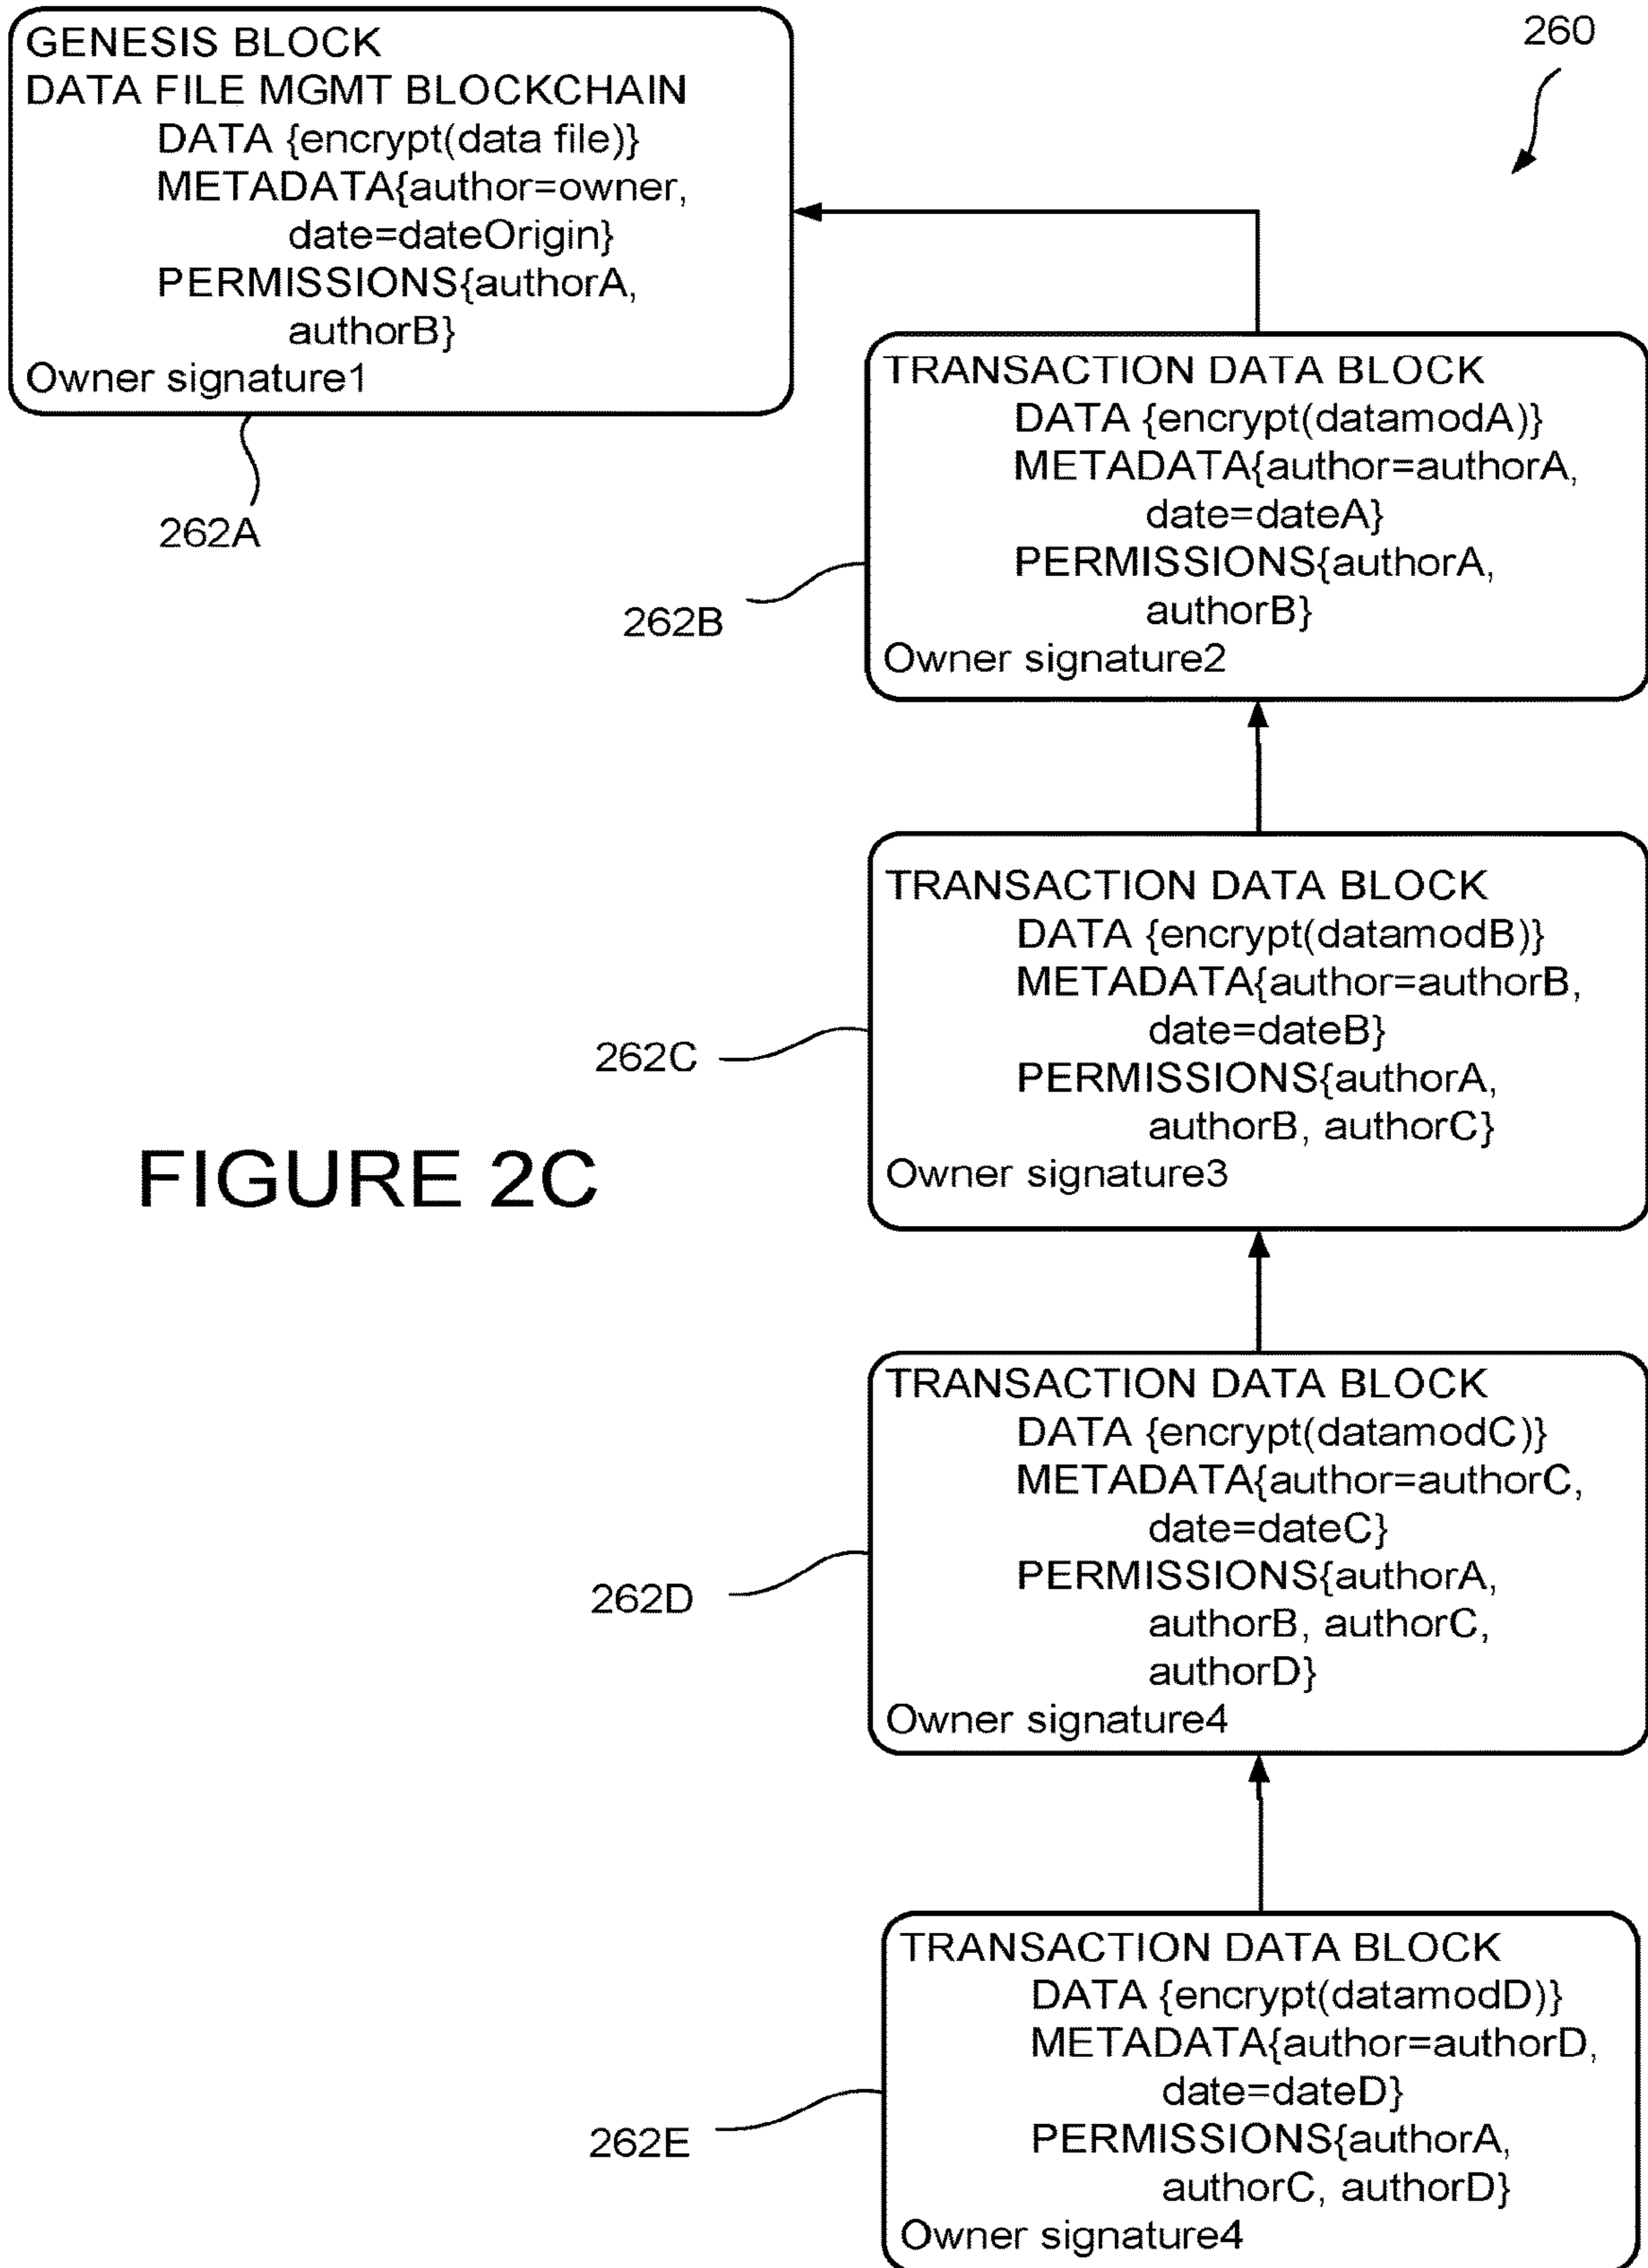 GENESIS BLOCK
DATA FILE MGMT BLOCKCHAIN
DATA {encrypt(data file)}
METADATA{author=owner,
date=dateOrigin}
PERMISSIONS{authorA,
authorB}
Owner signature1
262A
260
TRANSACTION DATA BLOCK
DATA {encrypt(datamodA)}
METADATA{author=authorA,
date=dateA}
PERMISSIONS{authorA,
authorB}
Owner signature2
262B
TRANSACTION DATA BLOCK
DATA {encrypt(datamodB)}
METADATA{author=authorB,
date=dateB}
PERMISSIONS{authorA,
authorB, authorC}
Owner signature3
262C
FIGURE 2C
TRANSACTION DATA BLOCK
DATA {encrypt(datamodC)}
METADATA{author=authorC,
date=dateC}
PERMISSIONS{authorA,
authorB, authorC,
authorD}
Owner signature4
262D
TRANSACTION DATA BLOCK
DATA {encrypt(datamodD)}
METADATA{author=authorD,
date=dateD}
PERMISSIONS{authorA,
authorC, authorD}
Owner signature4
262E